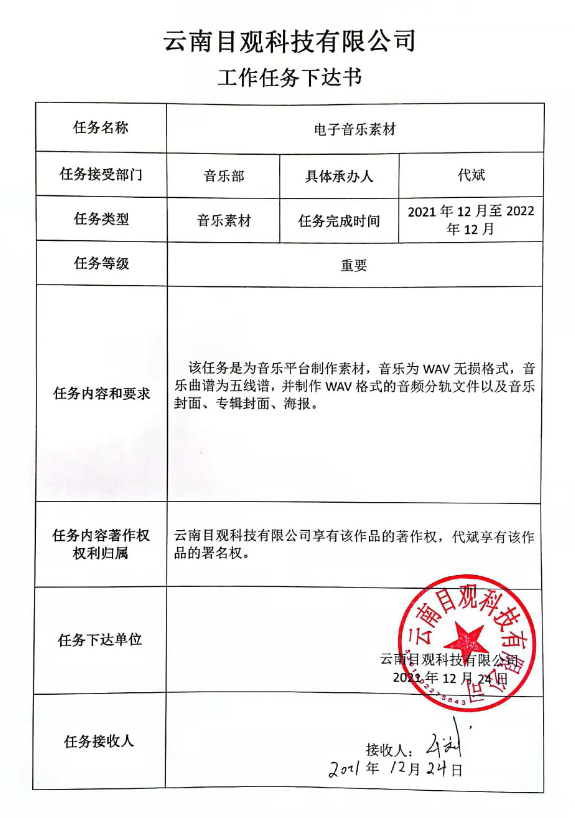 云南目观科技有限公司
工作任务下达书
任务名称 电子音乐素材
任务接受部门 音乐部 具体承办人 代斌
任务类型 音乐素材 任务完成时间 2021 年 12 月至 2022
年 12 月
任务等级 重要
任务内容和要求
该任务是为音乐平台制作素材，音乐为 WAV 无损格式，音
乐曲谱为五线谱，并制作 WAV 格式的音频分轨文件以及音乐
封面、专辑封面、海报。
任务内容著作权
权利归属
云南目观科技有限公司享有该作品的著作权，代斌享有该作
品的署名权。
任务下达单位
云南目观科技有限公司
云南目观科技有限公司
2021 年 12 月 24 日
任务接收人
接收人：代斌
2021 年 12 月 24 日